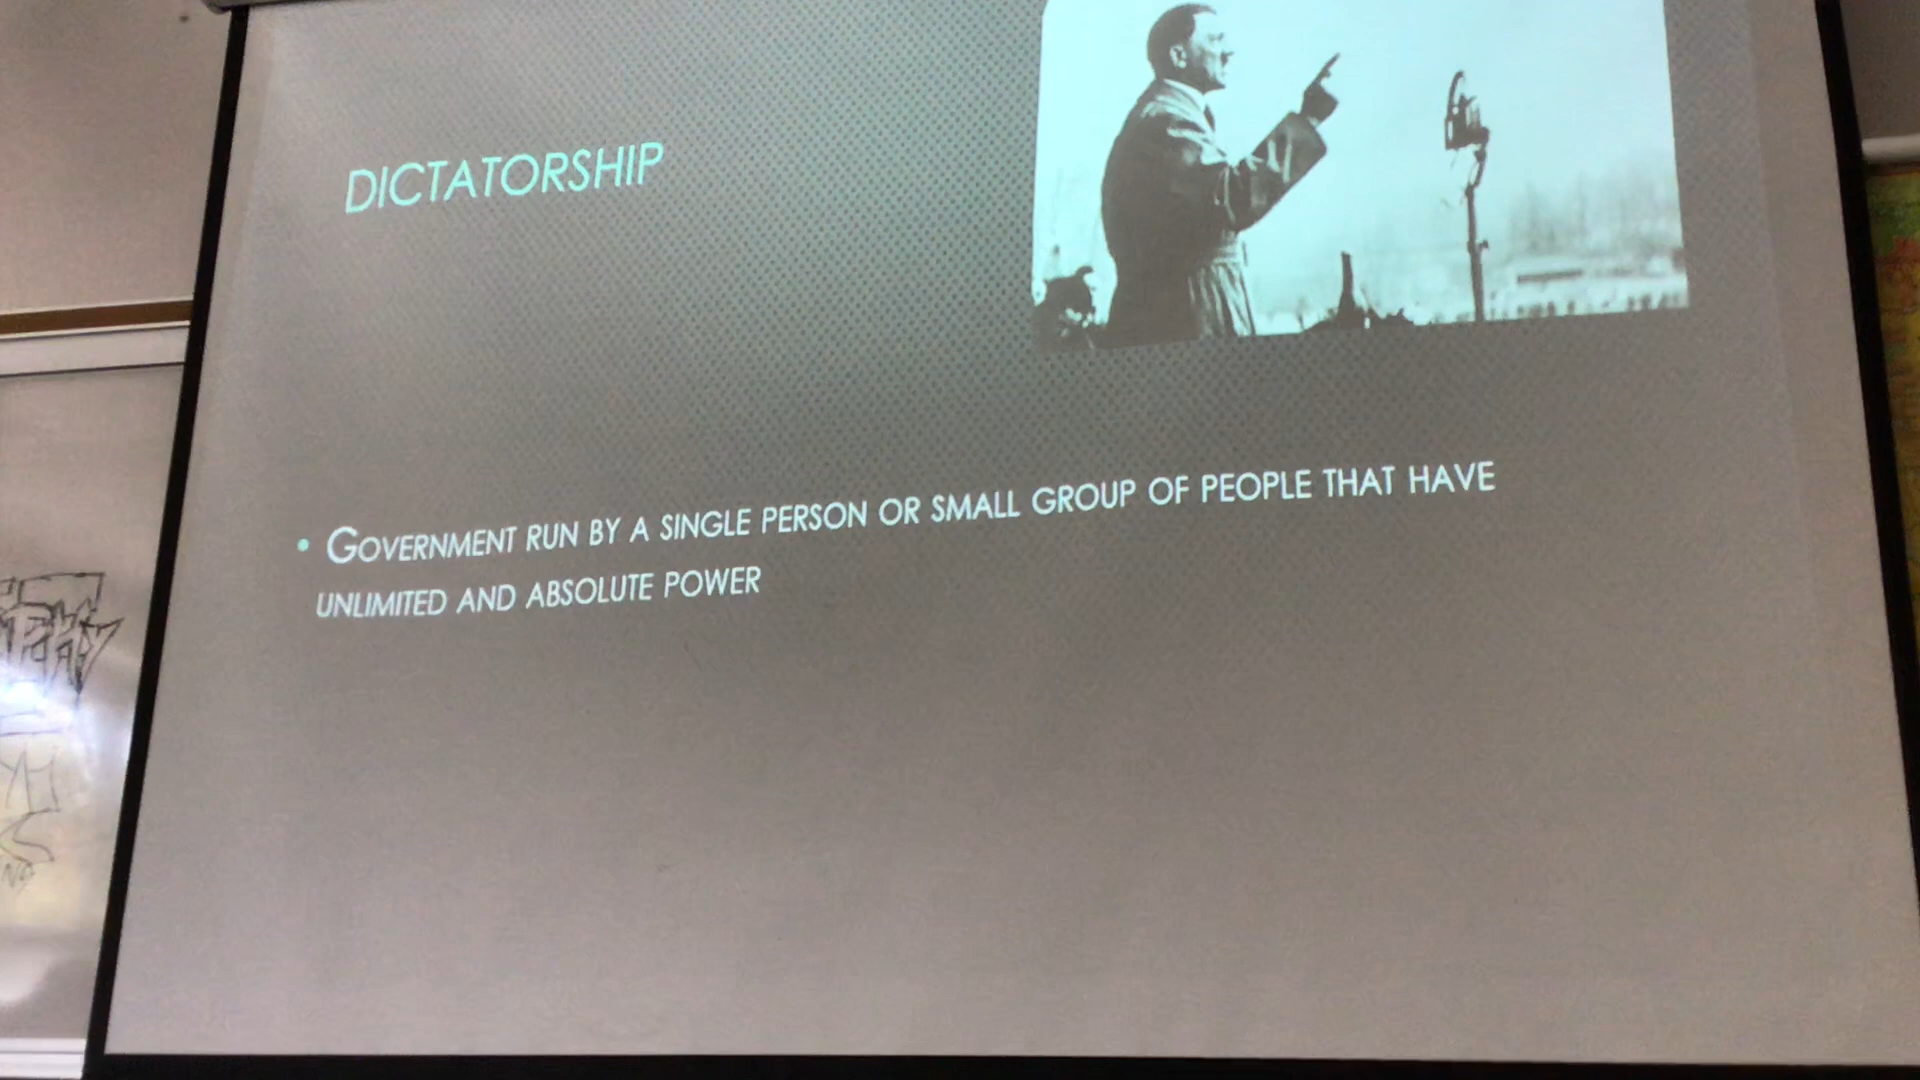 DICTATORSHIP
• GOVERNMENT RUN BY A SINGLE PERSON OR SMALL GROUP OF PEOPLE THAT HAVE
UNLIMITED AND ABSOLUTE POWER